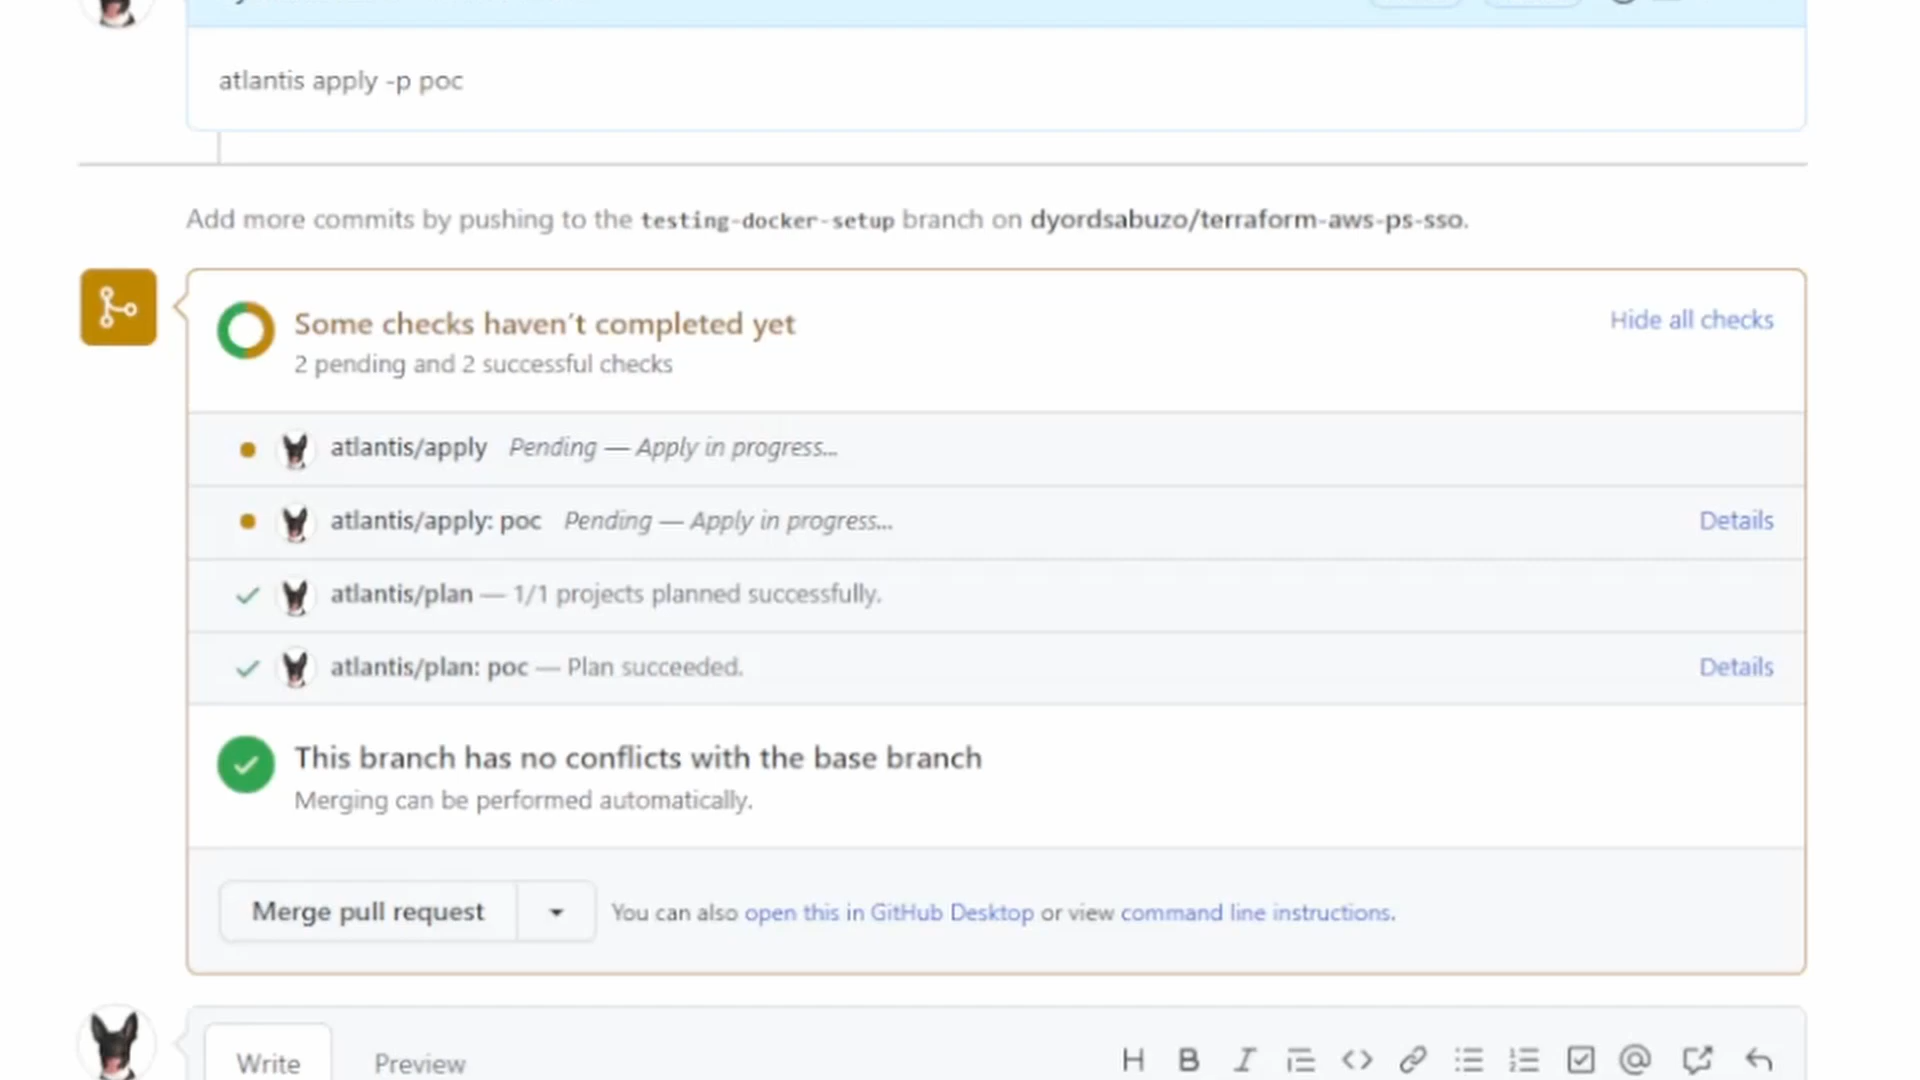 atlantis apply -p poc
Add more commits by pushing to the testing-docker-setup branch on dyordsabuzo/terraform-aws-ps-sso.
Some checks haven't completed yet
Hide all checks
2 pending and 2 successful checks
atlantis/apply Pending — Apply in progress...
atlantis/apply: poc Pending — Apply in progress...
Details
atlantis/plan — 1/1 projects planned successfully.
atlantis/plan: poc — Plan succeeded.
Details
This branch has no conflicts with the base branch
Merging can be performed automatically.
Merge pull request
You can also open this in GitHub Desktop or view command line instructions.
Write
Preview